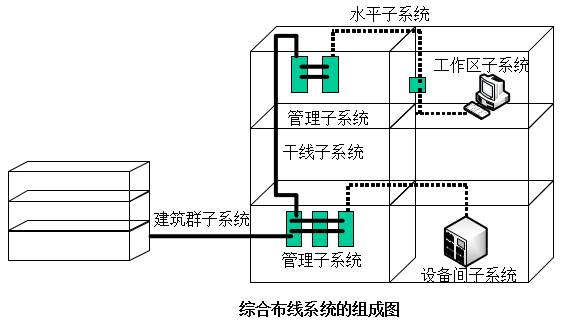 水平子系统
工作区子系统
管理子系统
干线子系统
建筑群子系统
管理子系统
设备间子系统
综合布线系统的组成图